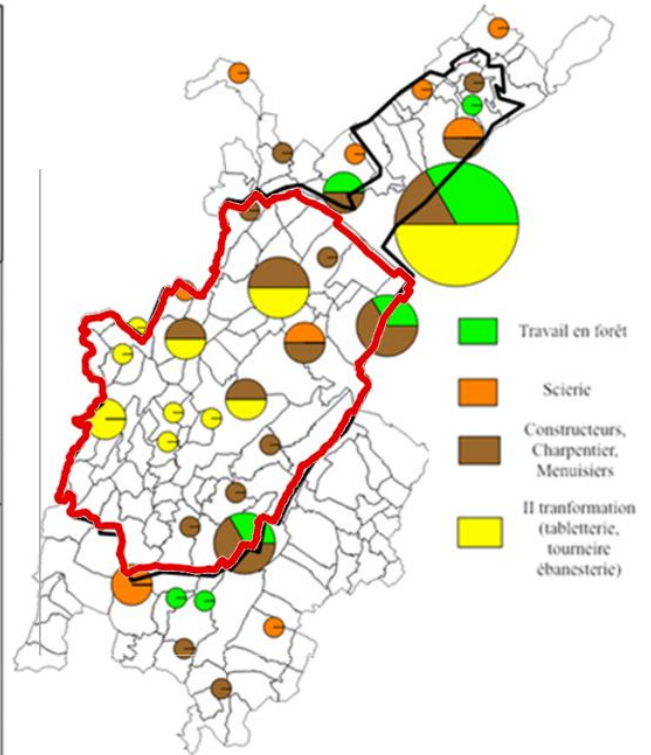 Travail en forêt
Scierie
Constructeurs,
Charpentier,
Menuisiers
II tranformation
(tabletterie,
tourneire
ébanesterie)